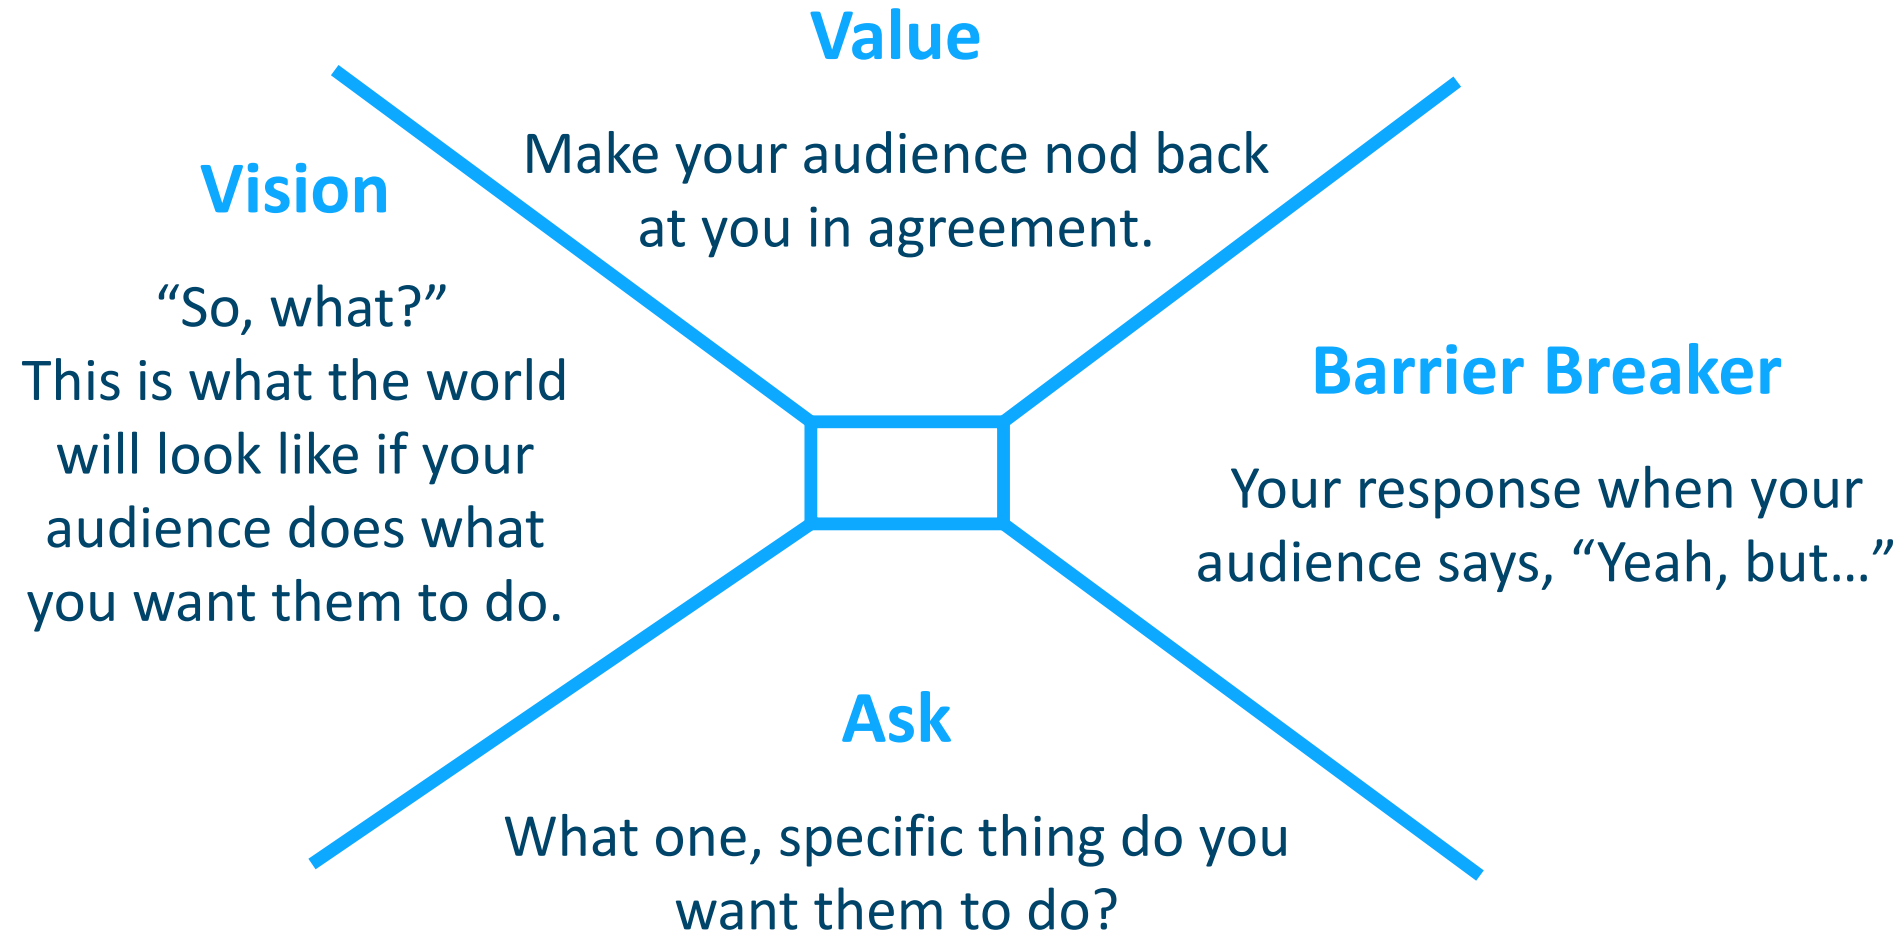 Value
Make your audience nod back
at you in agreement.
Vision
“So, what?”
This is what the world
will look like if your
audience does what
you want them to do.
Barrier Breaker
Your response when your
audience says, “Yeah, but…”
Ask
What one, specific thing do you
want them to do?